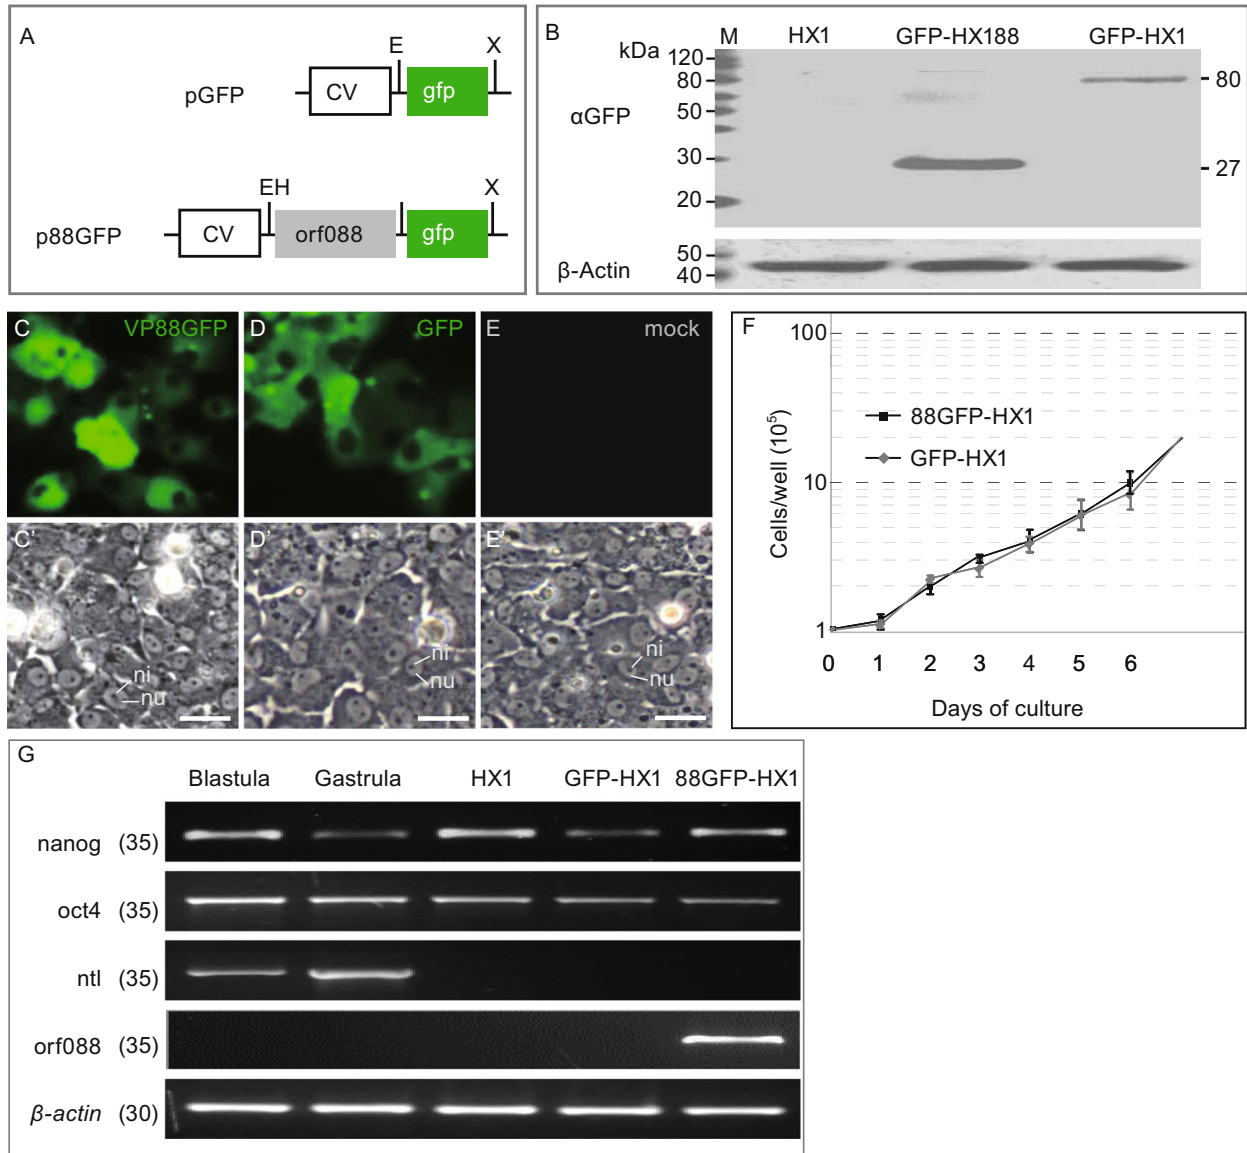 A
E
X
CV
gfp
pGFP
EH
X
CV
orf088
gfp
p88GFP
B
M
HX1
GFP-HX188
GFP-HX1
kDa
120
80
50
30
20
αGFP
80
27
50
40
β-Actin
C
VP88GFP
D
GFP
E
mock
C'
ni
nu
D'
ni
nu
E'
ni
nu
F
100
10
1
Cells/well (10⁵)
88GFP-HX1
GFP-HX1
0 1 2 3 4 5 6
Days of culture
G
Blastula Gastrula HX1 GFP-HX1 88GFP-HX1
nanog (35)
oct4 (35)
ntl (35)
orf088 (35)
β-actin (30)